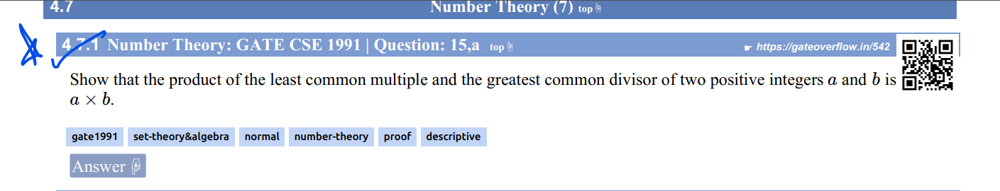 4.7 Number Theory (7) top
4.7.1 Number Theory: GATE CSE 1991 | Question: 15,a top https://gateoverflow.in/542
Show that the product of the least common multiple and the greatest common divisor of two positive integers a and b is
a × b.
gate1991 set-theory&algebra normal number-theory proof descriptive
Answer